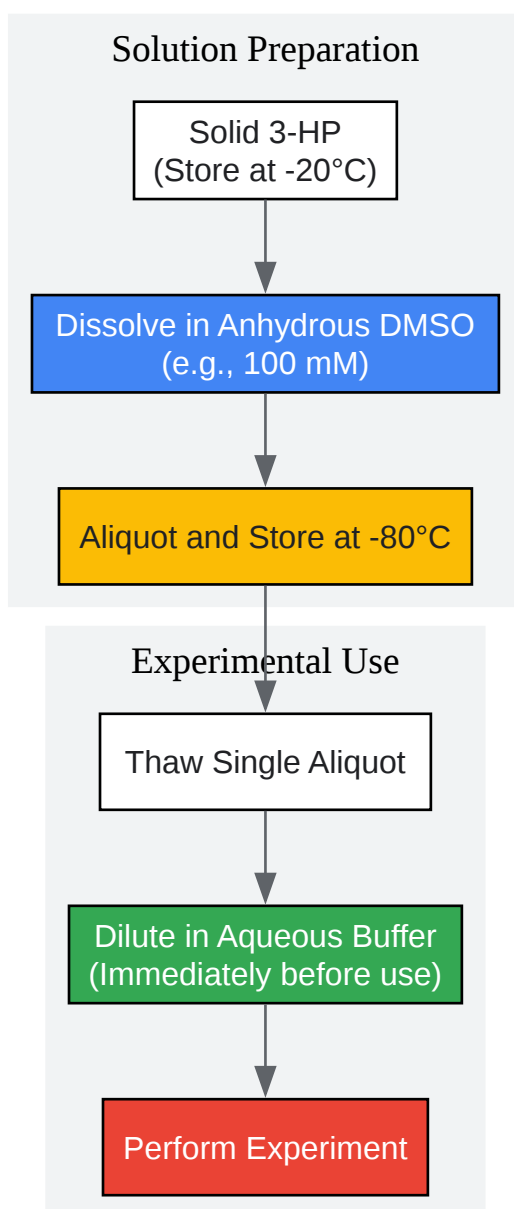 Solution Preparation
Solid 3-HP
(Store at -20°C)
Dissolve in Anhydrous DMSO
(e.g., 100 mM)
Aliquot and Store at -80°C
Experimental Use
Thaw Single Aliquot
Dilute in Aqueous Buffer
(Immediately before use)
Perform Experiment